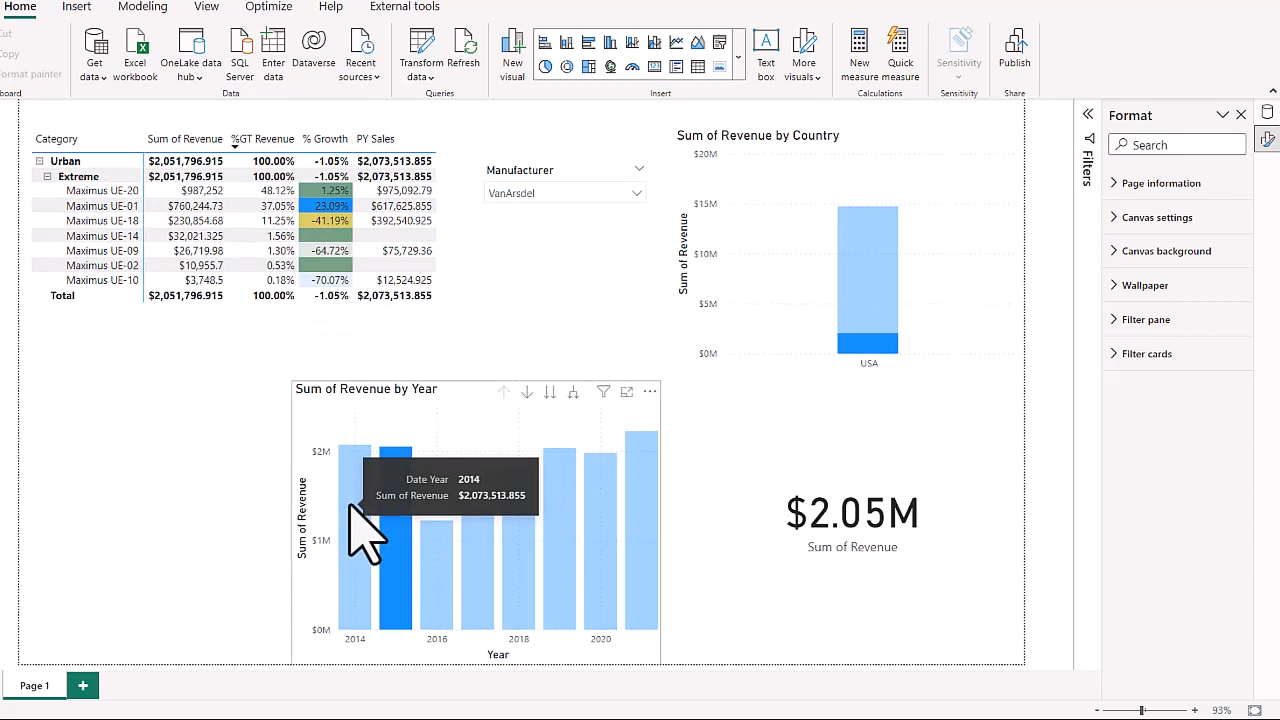 Home Insert Modeling View Optimize Help External tools
Cut
Copy
Format painter
Get data
Excel workbook
OneLake data hub
SQL Server
Enter data
Dataverse
Recent sources
Transform data
Refresh
New visual
Text box
More visuals
New measure
Quick measure
Sensitivity
Publish
Data Queries Insert Calculations Sensitivity Share
Category Sum of Revenue %GT Revenue % Growth PY Sales
Urban $2,051,796.915 100.00% -1.05% $2,073,513.855
Extreme $2,051,796.915 100.00% -1.05% $2,073,513.855
Maximus UE-20 $987,252 48.12% 1.25% $975,092.79
Maximus UE-01 $760,244.73 37.05% 23.09% $617,625.855
Maximus UE-18 $230,854.68 11.25% -41.19% $392,540.925
Maximus UE-14 $32,021.325 1.56%
Maximus UE-09 $26,719.98 1.30% -64.72% $75,729.36
Maximus UE-02 $10,955.7 0.53%
Maximus UE-10 $3,748.5 0.18% -70.07% $12,524.925
Total $2,051,796.915 100.00% -1.05% $2,073,513.855
Manufacturer
VanArsdel
Sum of Revenue by Country
$20M
$15M
$10M
$5M
$0M
Sum of Revenue
USA
Sum of Revenue by Year
$2M
$1M
$0M
Sum of Revenue
Date Year 2014
Sum of Revenue $2,073,513.855
2014 2016 2018 2020
Year
$2.05M
Sum of Revenue
Filters
Format
Search
Page information
Canvas settings
Canvas background
Wallpaper
Filter pane
Filter cards
Page 1
- + 93%